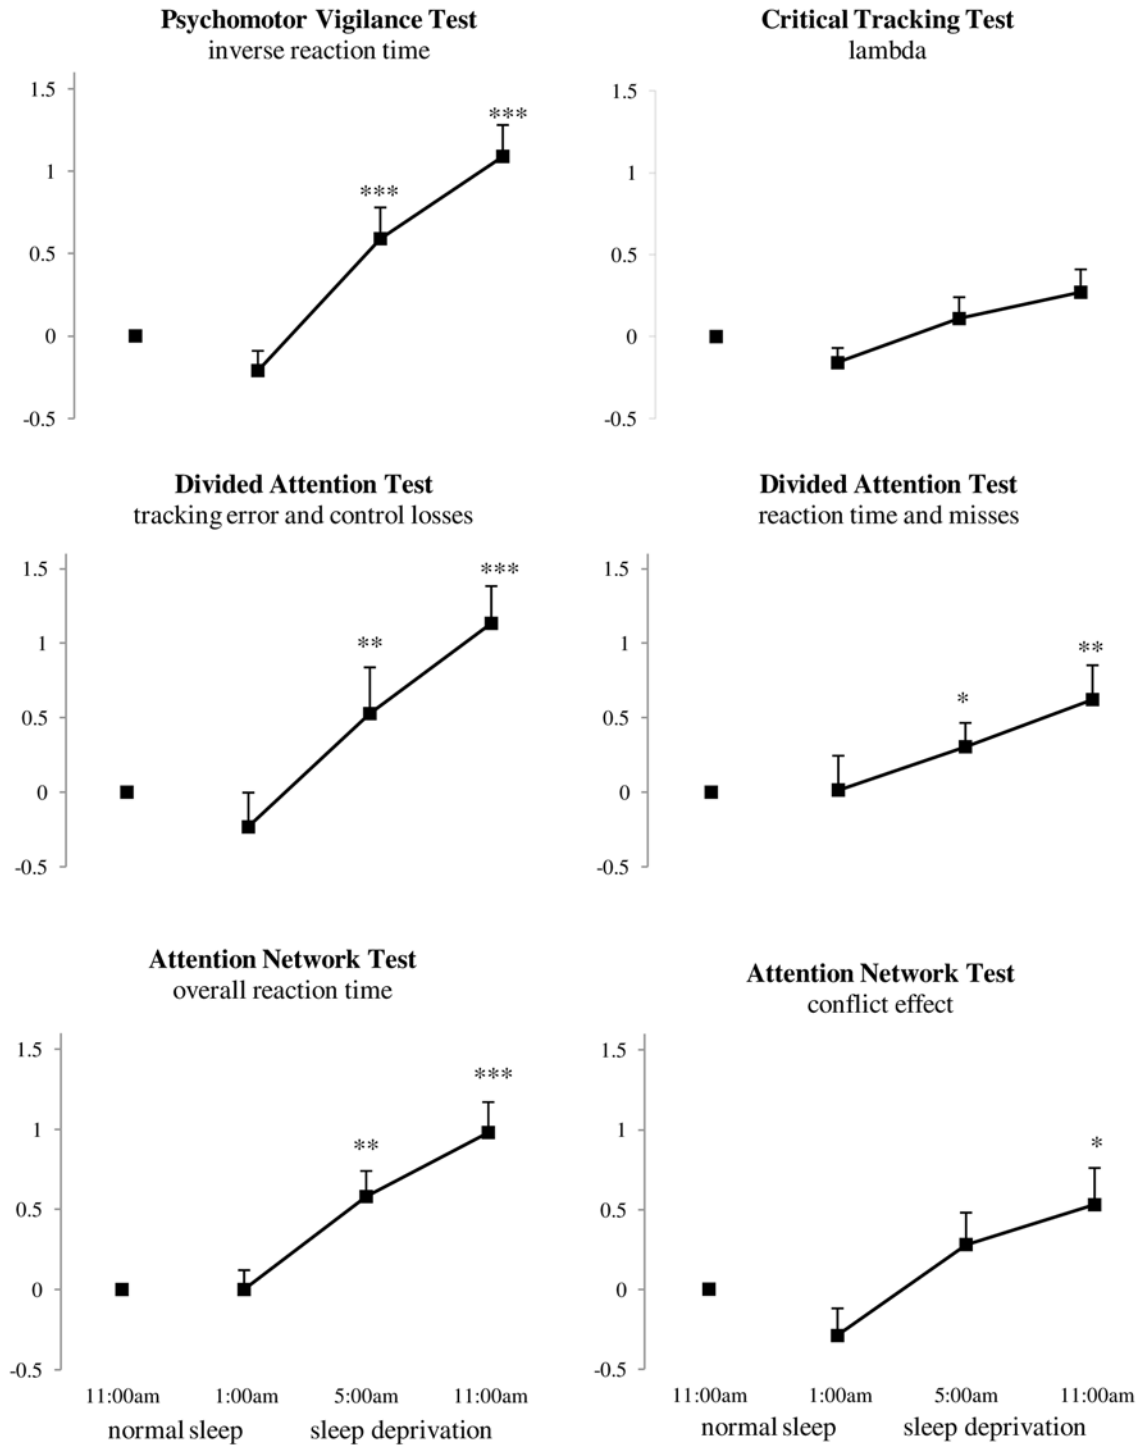 Psychomotor Vigilance Test
inverse reaction time
1.5
***
***
1
0.5
0
-0.5
Critical Tracking Test
lambda
1.5
1
0.5
0
-0.5
Divided Attention Test
tracking error and control losses
1.5
***
**
1
0.5
0
-0.5
Divided Attention Test
reaction time and misses
1.5
1
**
*
0.5
0
-0.5
Attention Network Test
overall reaction time
1.5
***
**
1
0.5
0
-0.5
11:00am 1:00am 5:00am 11:00am
normal sleep sleep deprivation
Attention Network Test
conflict effect
1.5
1
*
0.5
0
-0.5
11:00am 1:00am 5:00am 11:00am
normal sleep sleep deprivation